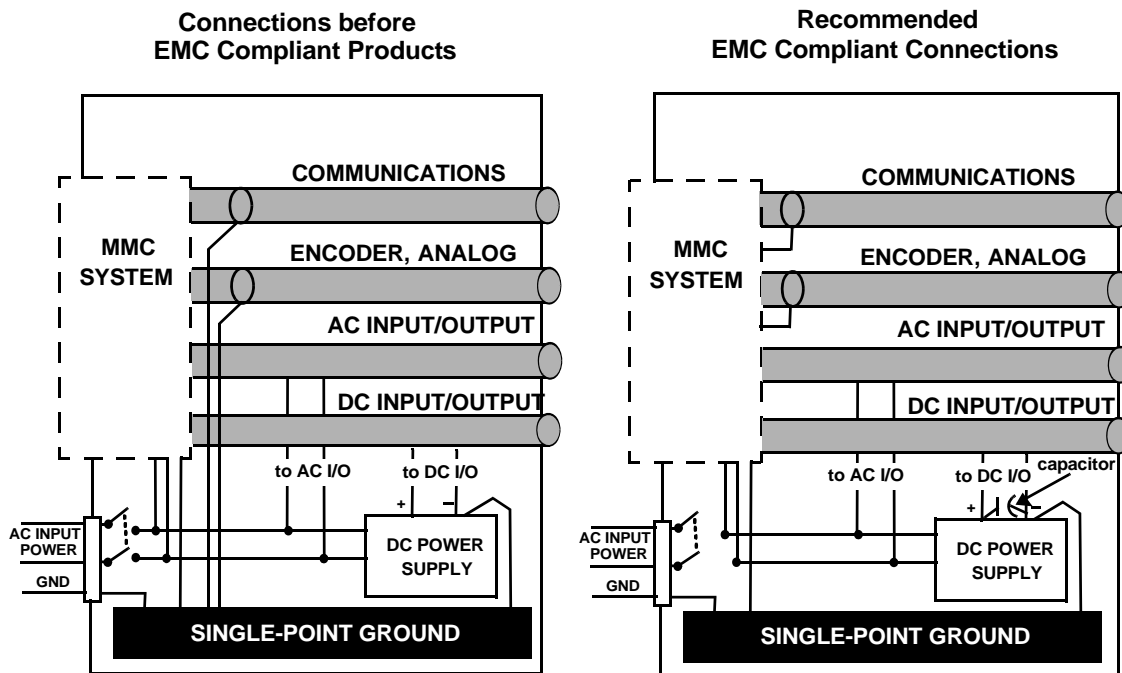 Connections before
EMC Compliant Products
COMMUNICATIONS
MMC
SYSTEM
ENCODER, ANALOG
AC INPUT/OUTPUT
DC INPUT/OUTPUT
to AC I/O
to DC I/O
+
−
AC INPUT
POWER
GND
DC POWER
SUPPLY
SINGLE-POINT GROUND
Recommended
EMC Compliant Connections
COMMUNICATIONS
MMC
SYSTEM
ENCODER, ANALOG
AC INPUT/OUTPUT
DC INPUT/OUTPUT
to AC I/O
to DC I/O
capacitor
+
−
AC INPUT
POWER
GND
DC POWER
SUPPLY
SINGLE-POINT GROUND